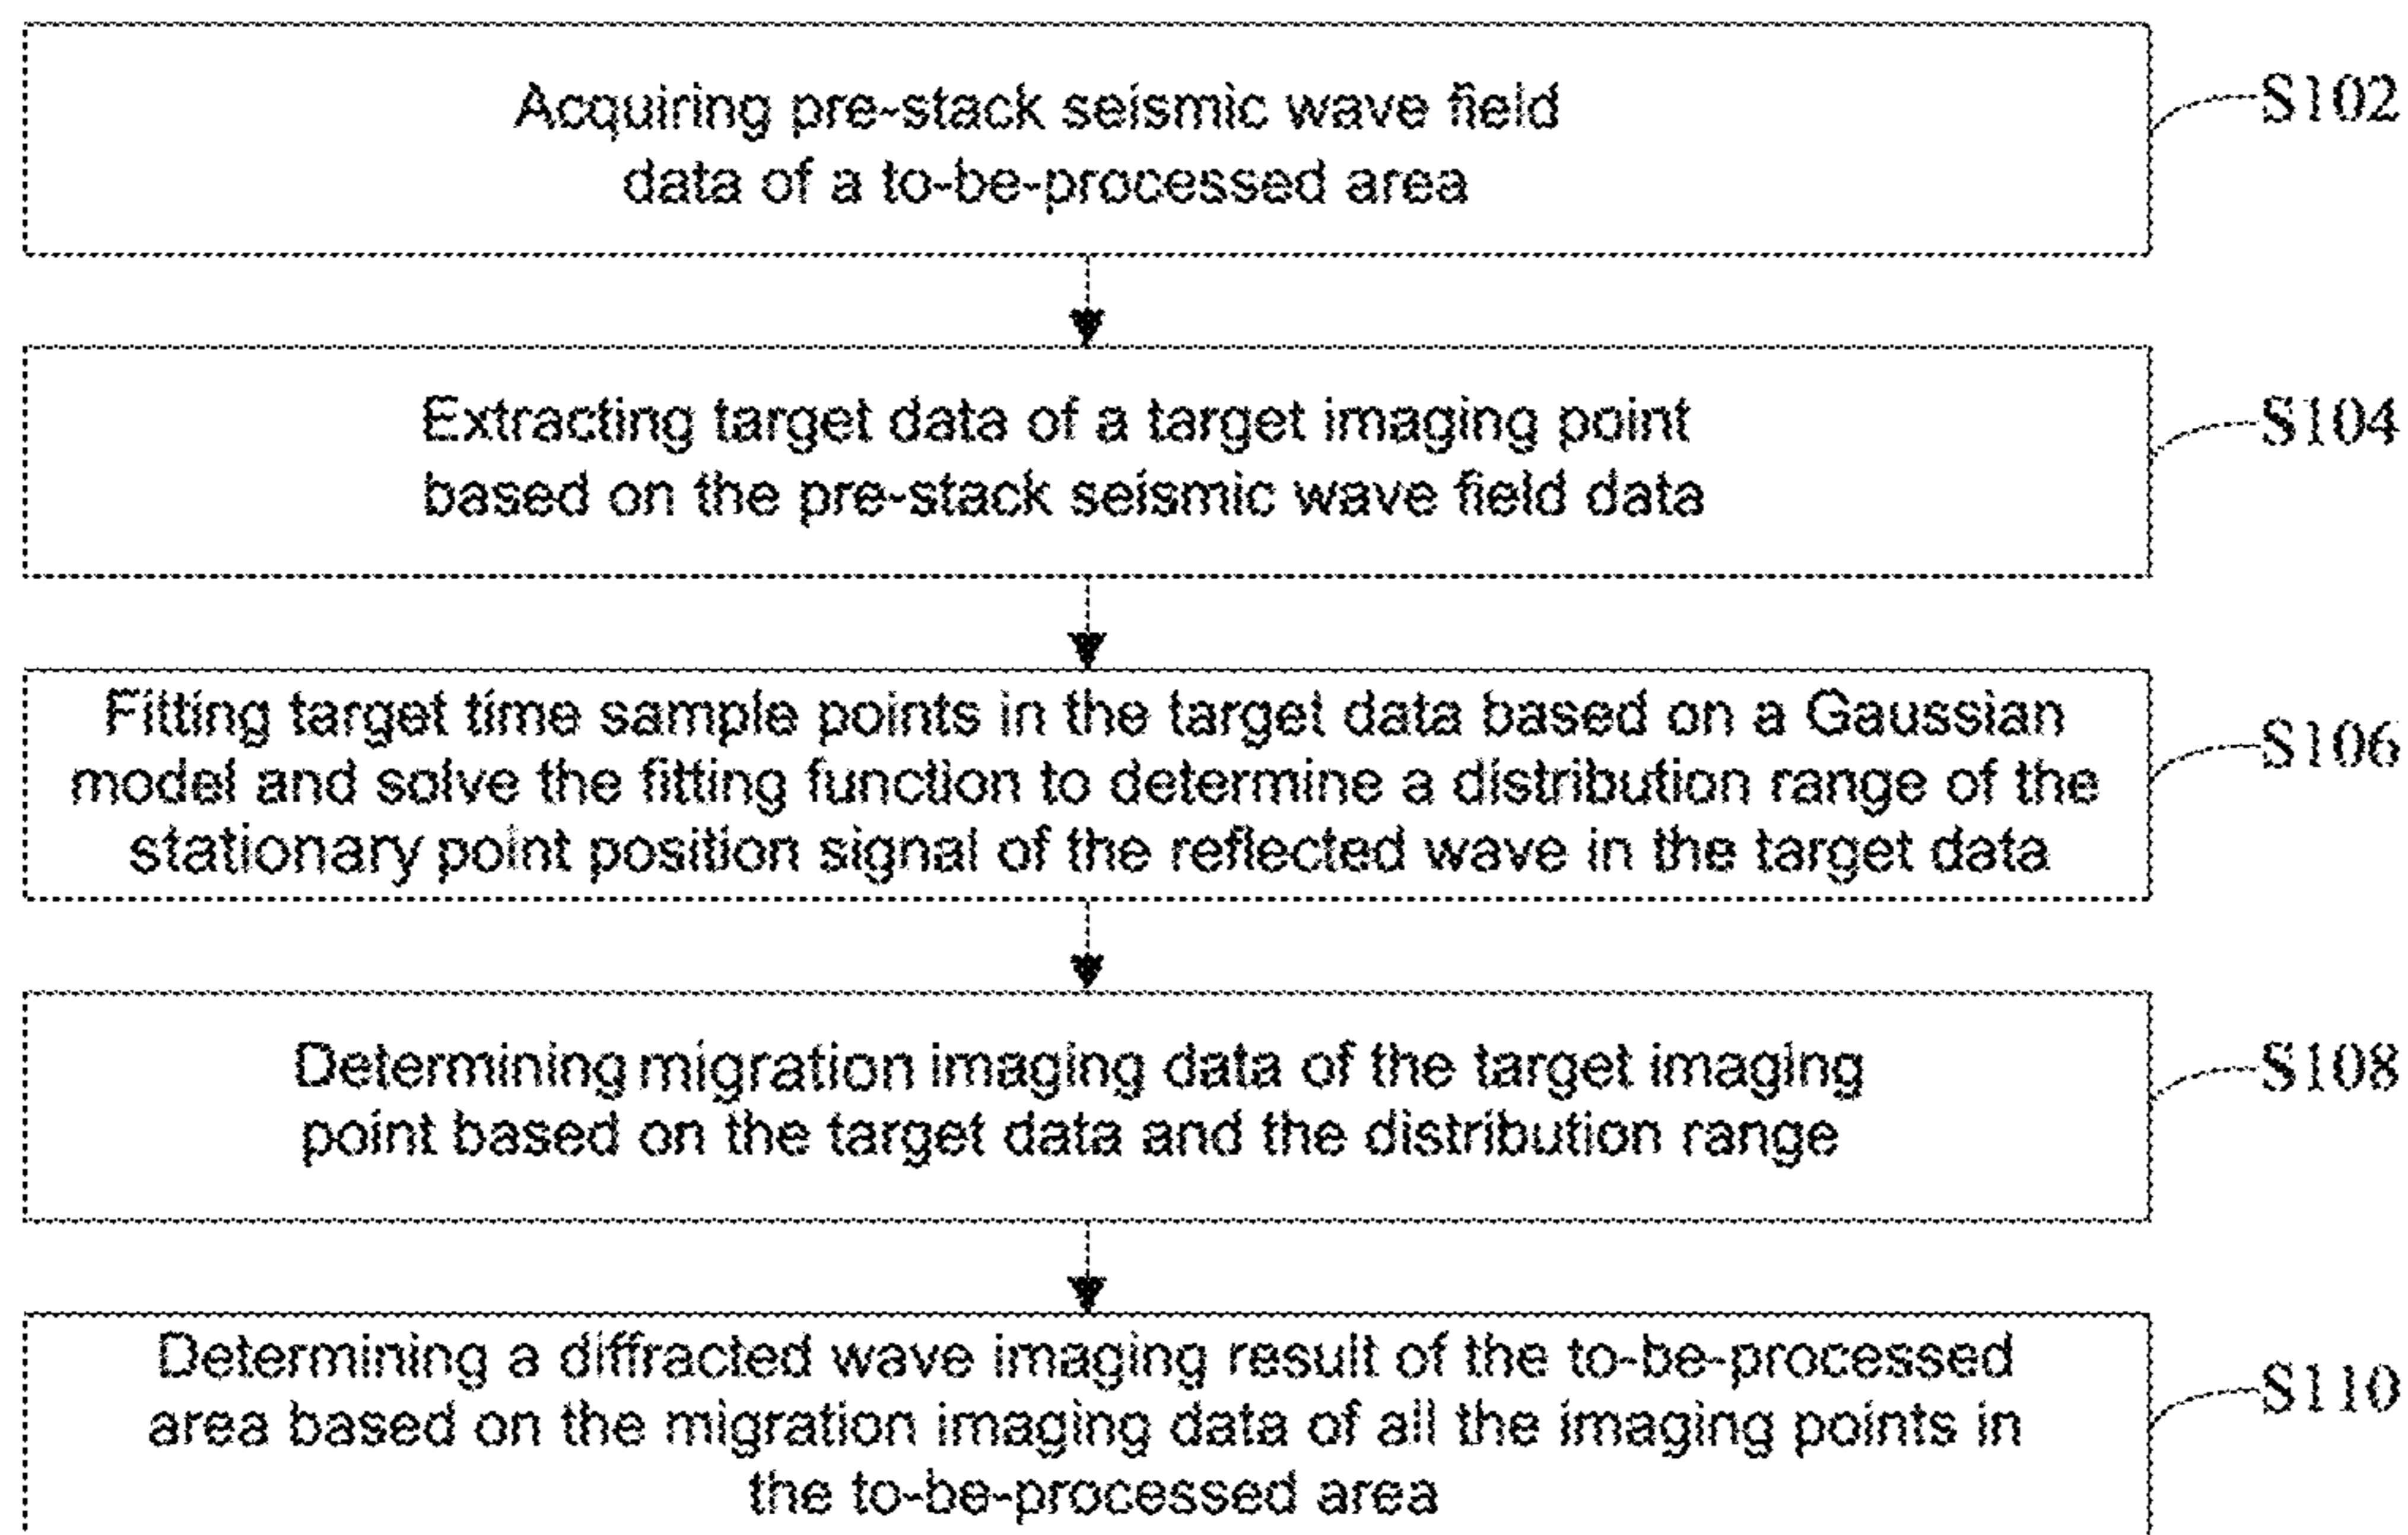 Acquiring pre-stack seismic wave field
data of a to-be-processed area
S102
Extracting target data of a target imaging point
based on the pre-stack seismic wave field data
S104
Fitting target time sample points in the target data based on a Gaussian
model and solve the fitting function to determine a distribution range of the
stationary point position signal of the reflected wave in the target data
S106
Determining migration imaging data of the target imaging
point based on the target data and the distribution range
S108
Determining a diffracted wave imaging result of the to-be-processed
area based on the migration imaging data of all the imaging points in
the to-be-processed area
S110